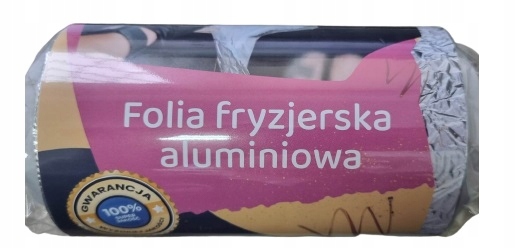 Folia fryzjerska
aluminiowa
GWARANCJA
100%